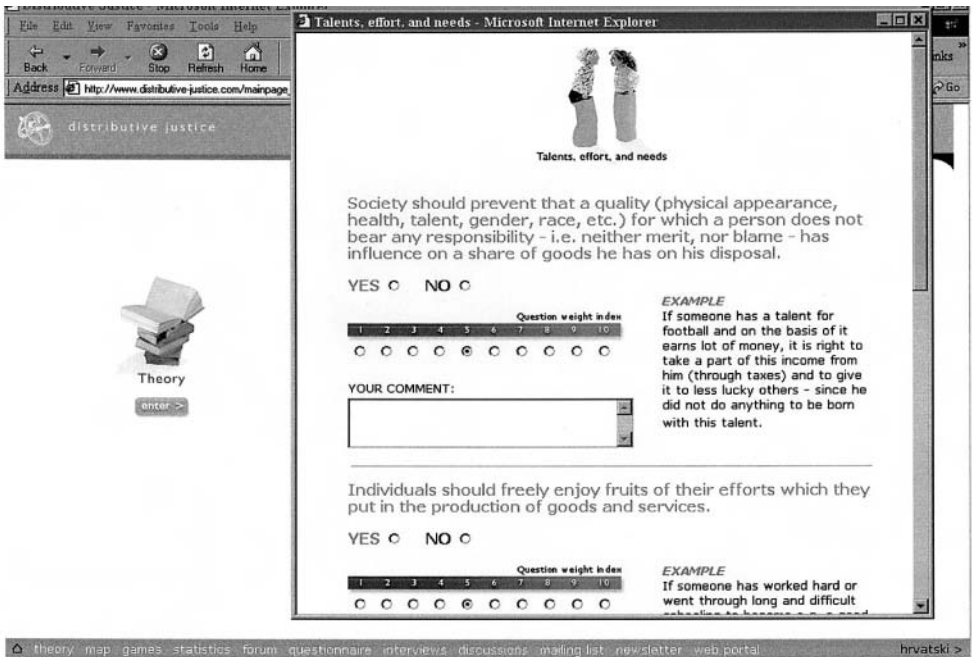 Talents, effort, and needs - Microsoft Internet Explorer
File Edit View Favorites Tools Help
Back Forward Stop Refresh Home
nks
Address http://www.distributive-justice.com/mainpage_
Go
distributive justice
Talents, effort, and needs
Society should prevent that a quality (physical appearance,
health, talent, gender, race, etc.) for which a person does not
bear any responsibility - i.e. neither merit, nor blame - has
influence on a share of goods he has on his disposal.
YES NO
Question weight index
1 2 3 4 5 6 7 8 9 10
YOUR COMMENT:
EXAMPLE
If someone has a talent for
football and on the basis of it
earns lot of money, it is right to
take a part of this income from
him (through taxes) and to give
it to less lucky others - since he
did not do anything to be born
with this talent.
Theory
enter >
Individuals should freely enjoy fruits of their efforts which they
put in the production of goods and services.
YES NO
Question weight index
1 2 3 4 5 6 7 8 9 10
EXAMPLE
If someone has worked hard or
went through long and difficult
theory map games statistics forum questionnaire interviews discussions mailing list newsletter web portal
hrvatski >